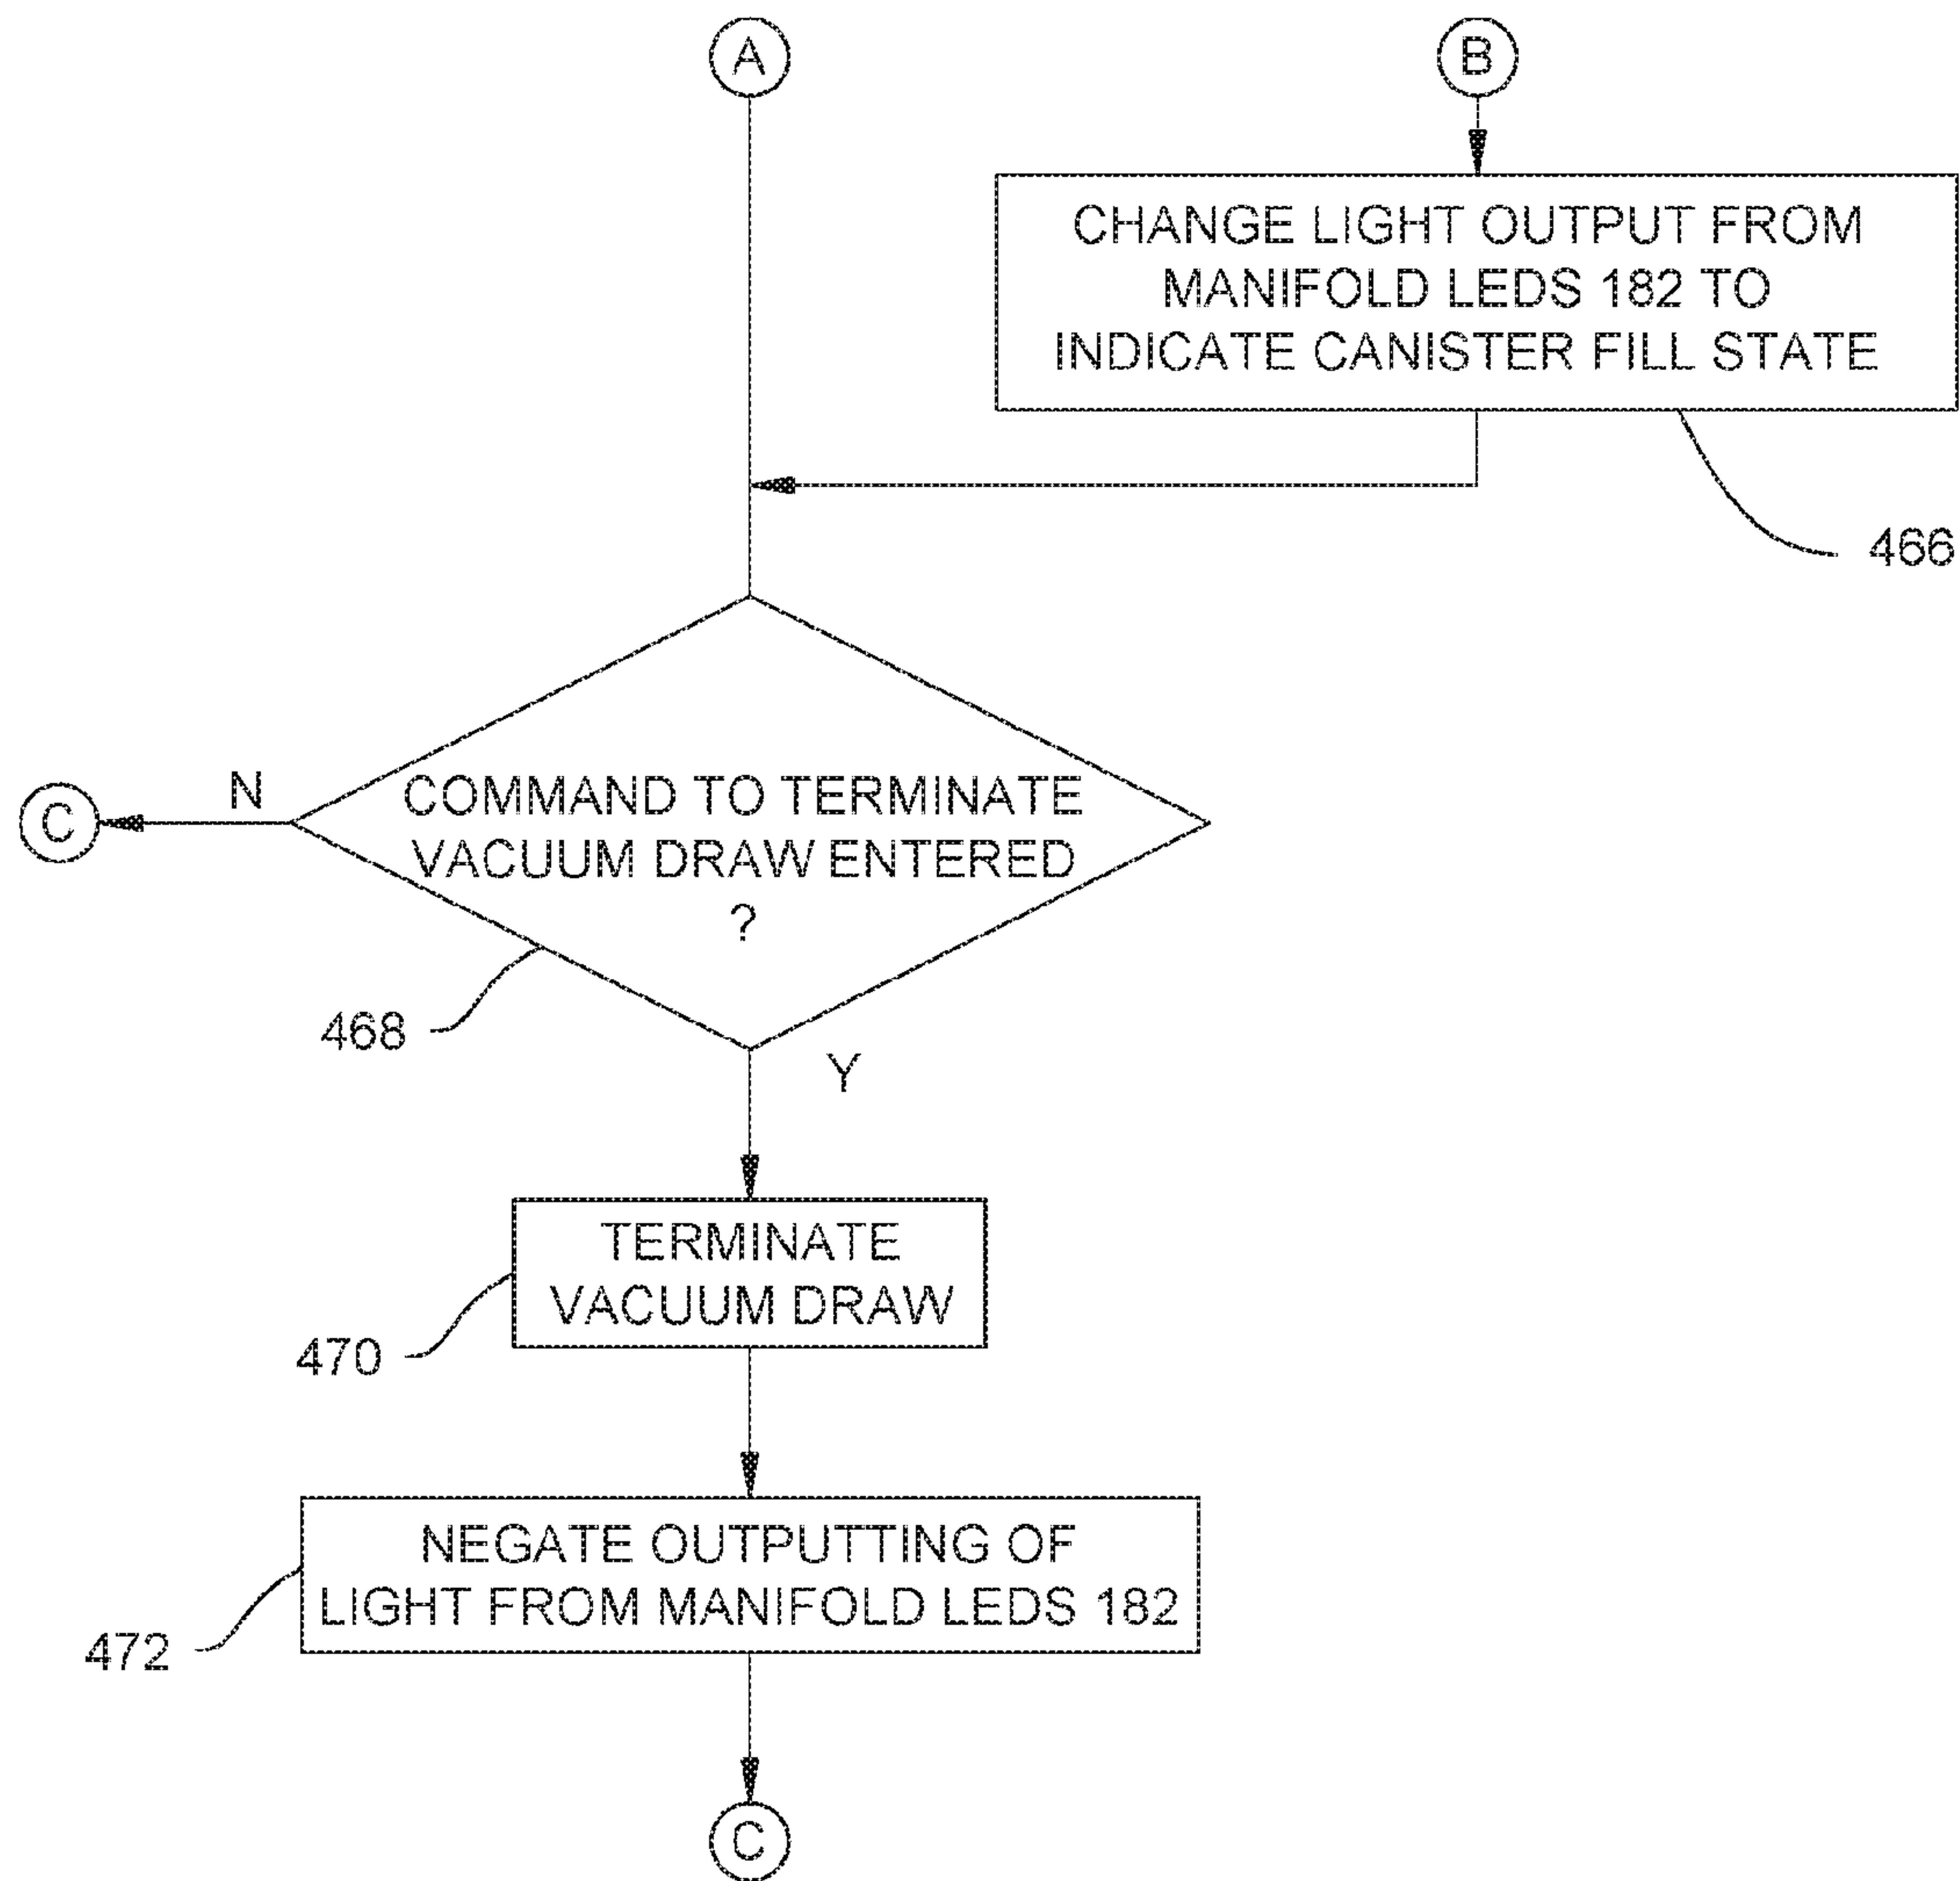 A
B
CHANGE LIGHT OUTPUT FROM
MANIFOLD LEDS 182 TO
INDICATE CANISTER FILL STATE
466
N
C
COMMAND TO TERMINATE
VACUUM DRAW ENTERED
?
468
Y
TERMINATE
VACUUM DRAW
470
NEGATE OUTPUTTING OF
LIGHT FROM MANIFOLD LEDS 182
472
C